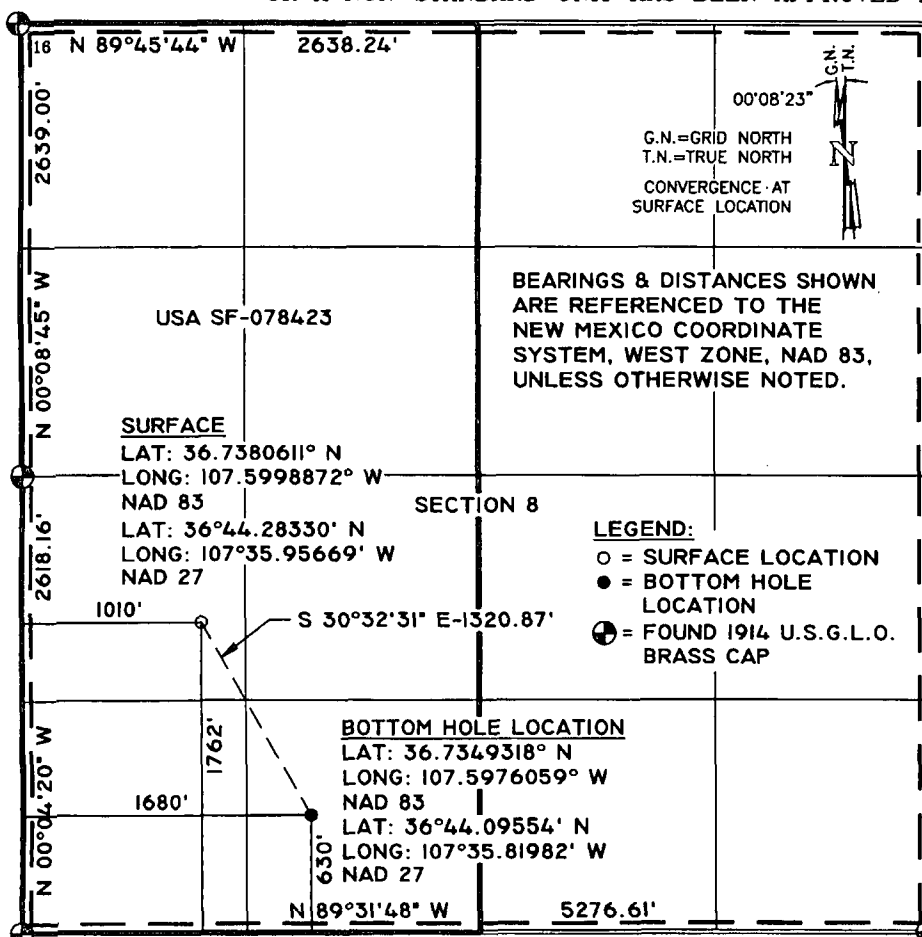 16 N 89°45'44" W 2638.24'
2639.00'
N 00°08'45" W
G.N.
T.N.
00°08'23"
G.N.=GRID NORTH
T.N.=TRUE NORTH
N
CONVERGENCE AT
SURFACE LOCATION
BEARINGS & DISTANCES SHOWN
ARE REFERENCED TO THE
NEW MEXICO COORDINATE
SYSTEM, WEST ZONE, NAD 83,
UNLESS OTHERWISE NOTED.
USA SF-078423
SURFACE
LAT: 36.7380611° N
LONG: 107.5998872° W
NAD 83
LAT: 36°44.28330' N
LONG: 107°35.95669' W
NAD 27
SECTION 8
LEGEND:
○ = SURFACE LOCATION
● = BOTTOM HOLE
LOCATION
= FOUND 1914 U.S.G.L.O.
BRASS CAP
2618.16'
N 00°04'20" W
1010'
S 30°32'31" E-1320.87'
1762'
1680'
630'
BOTTOM HOLE LOCATION
LAT: 36.7349318° N
LONG: 107.5976059° W
NAD 83
LAT: 36°44.09554' N
LONG: 107°35.81982' W
NAD 27
N 89°31'48" W 5276.61'